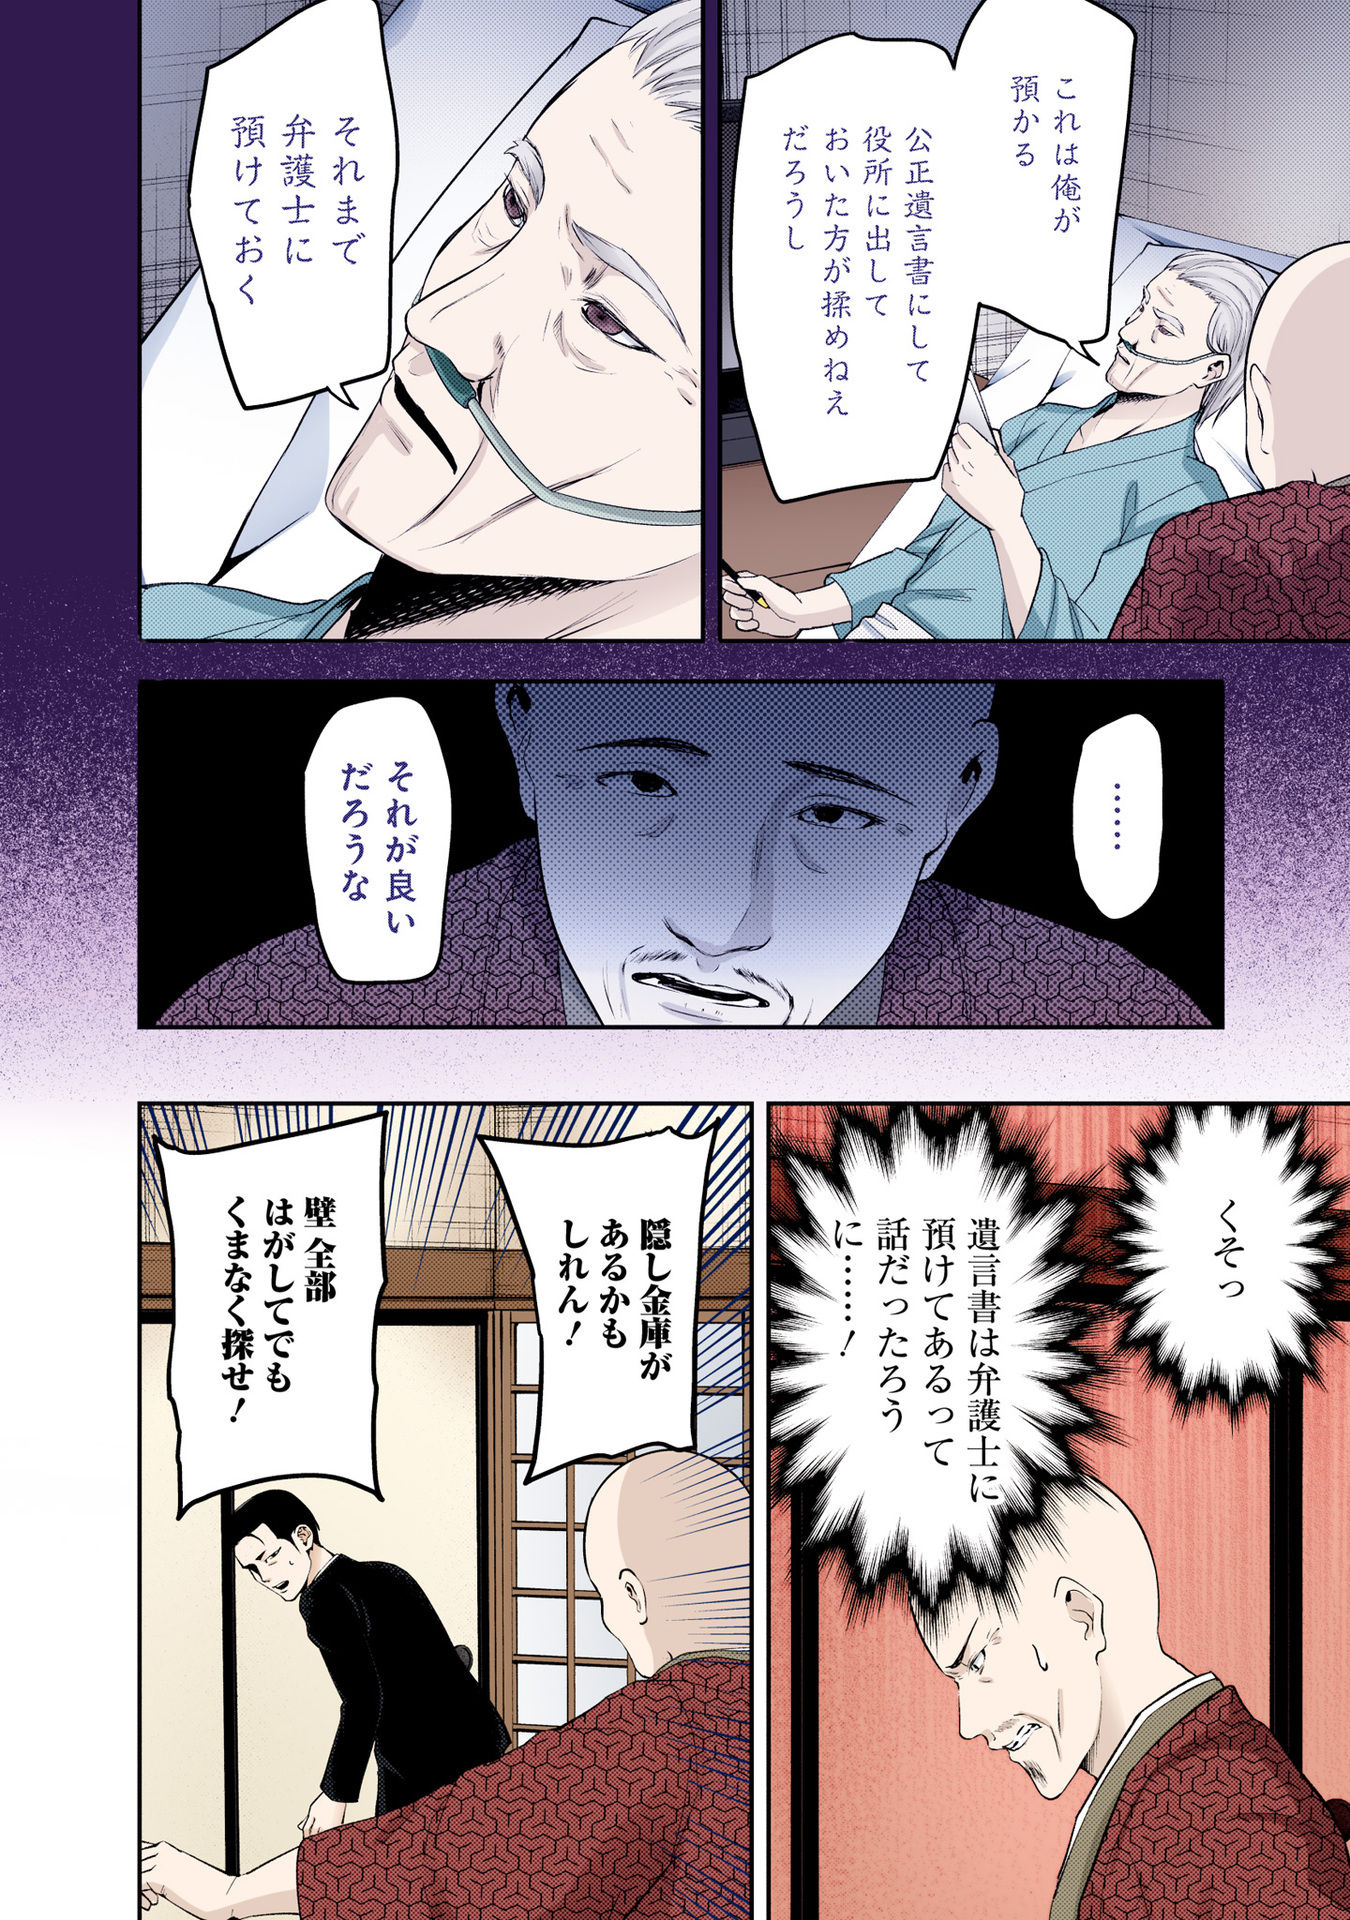 これは俺が
預かる
公正遺言書にして
役所に出して
おいた方が揉めねえ
だろうし
それまで
弁護士に
預けておく
……
それが良い
だろうな
くそっ
遺言書は弁護士に
預けてあるって
話だったろう
に……!
隠し金庫が
あるかも
しれん!
壁 全部
はがしてでも
くまなく探せ!